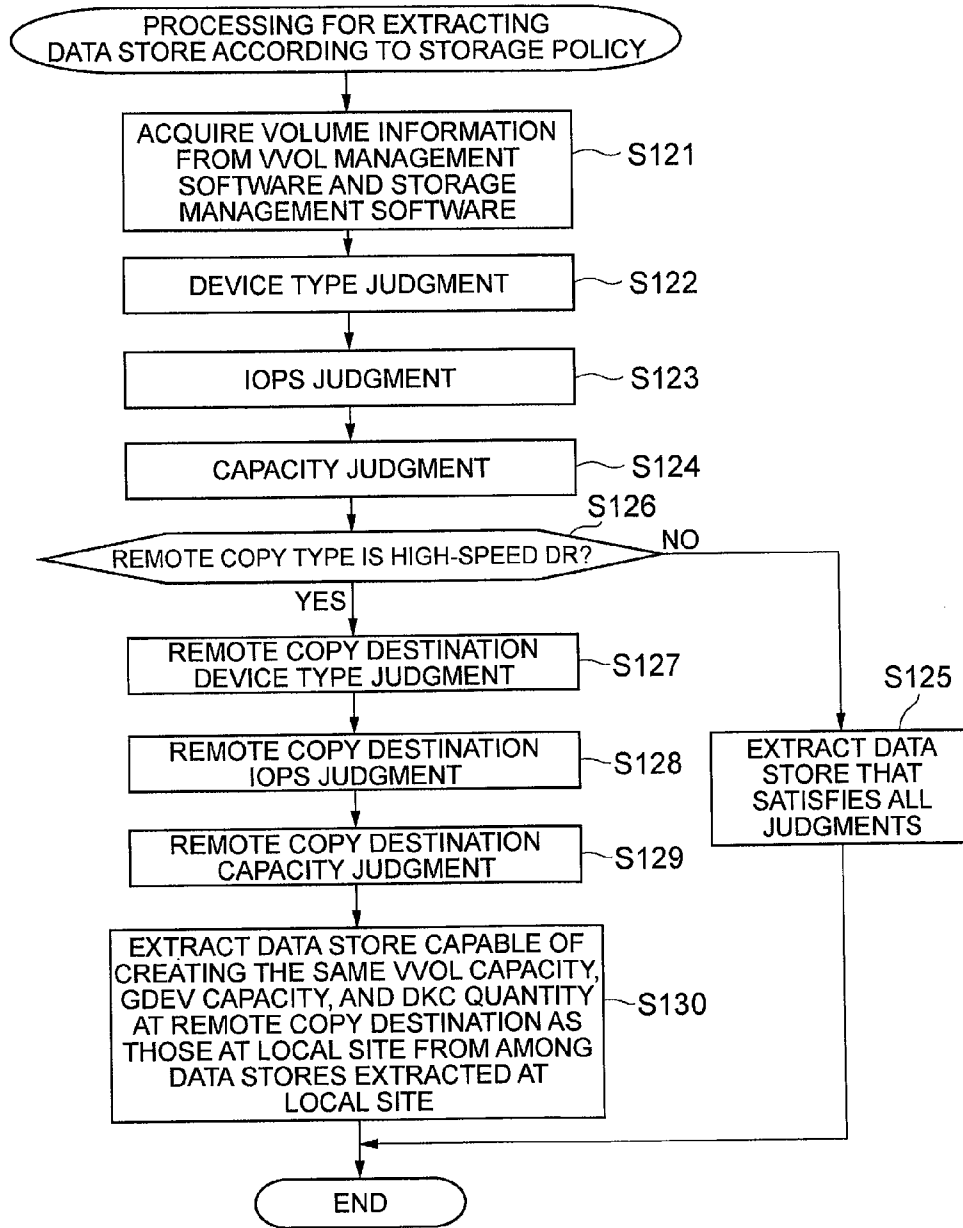 PROCESSING FOR EXTRACTING
DATA STORE ACCORDING TO STORAGE POLICY
ACQUIRE VOLUME INFORMATION
FROM VVOL MANAGEMENT
SOFTWARE AND STORAGE
MANAGEMENT SOFTWARE
S121
DEVICE TYPE JUDGMENT
S122
IOPS JUDGMENT
S123
CAPACITY JUDGMENT
S124
S126
REMOTE COPY TYPE IS HIGH-SPEED DR?
NO
YES
REMOTE COPY DESTINATION
DEVICE TYPE JUDGMENT
S127
S125
EXTRACT DATA
STORE THAT
SATISFIES ALL
JUDGMENTS
REMOTE COPY DESTINATION
IOPS JUDGMENT
S128
REMOTE COPY DESTINATION
CAPACITY JUDGMENT
S129
EXTRACT DATA STORE CAPABLE OF
CREATING THE SAME VVOL CAPACITY,
GDEV CAPACITY, AND DKC QUANTITY
AT REMOTE COPY DESTINATION AS
THOSE AT LOCAL SITE FROM AMONG
DATA STORES EXTRACTED AT
LOCAL SITE
S130
END